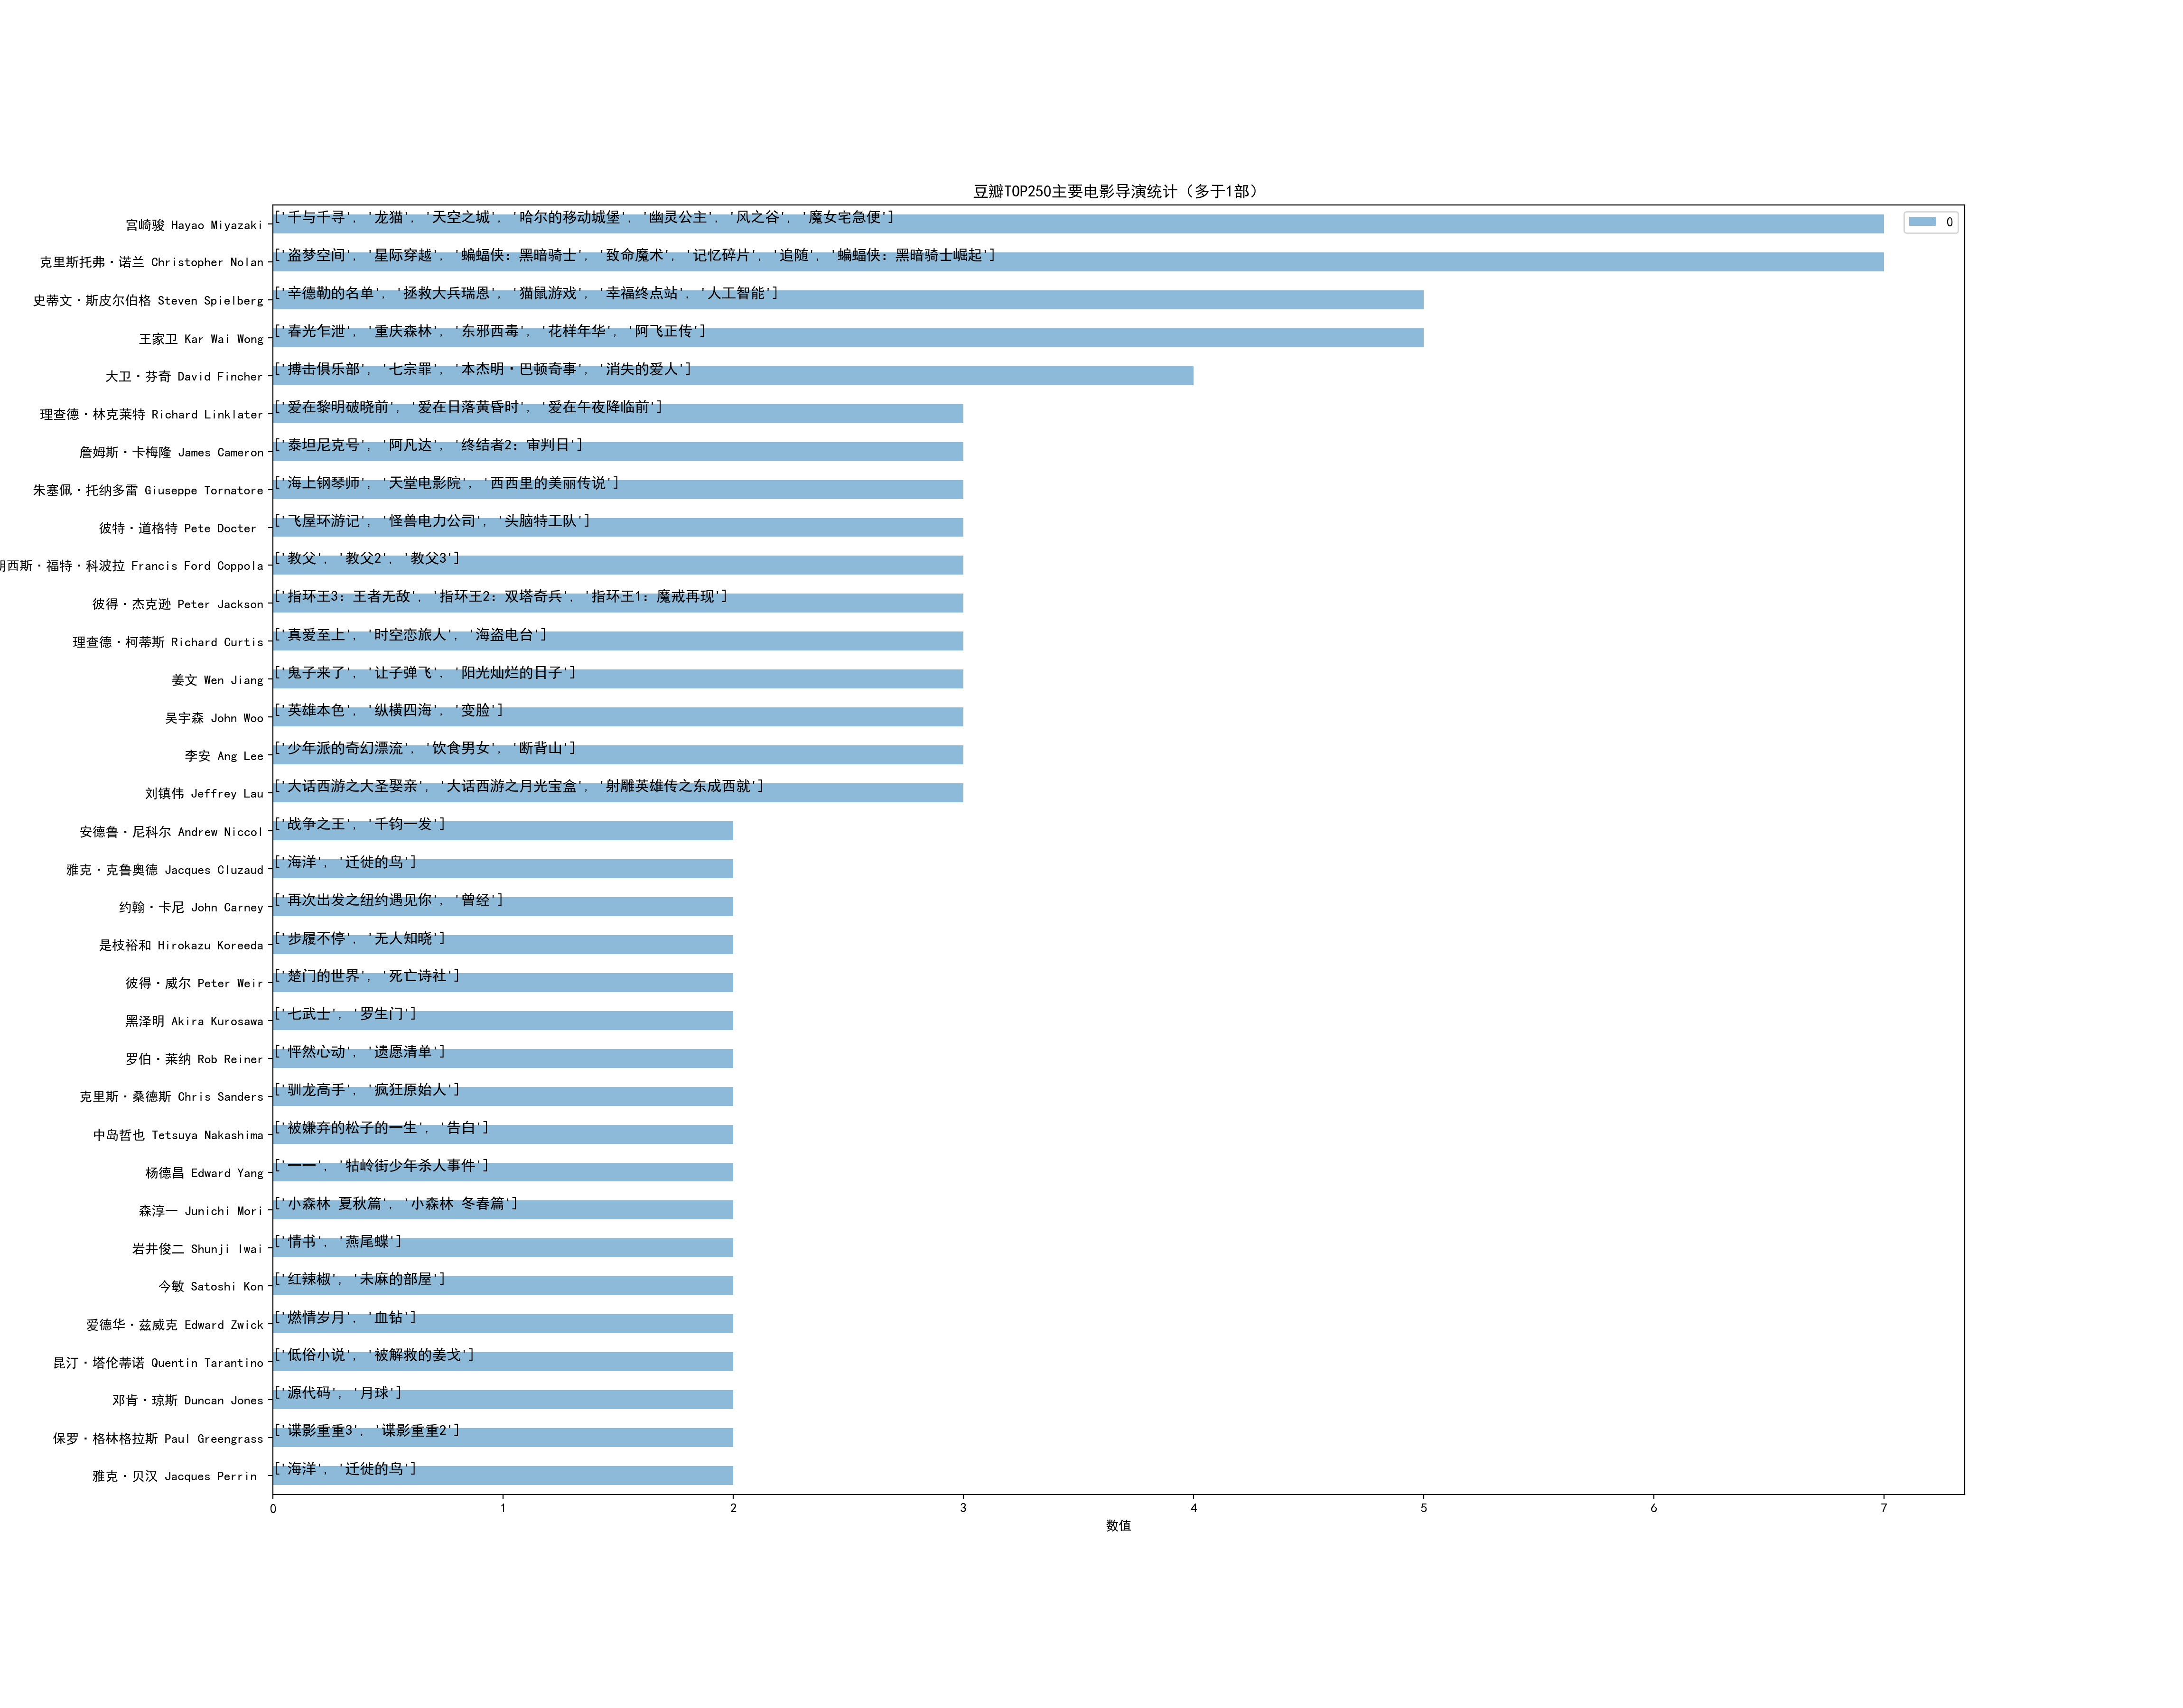 豆瓣TOP250主要电影导演统计（多于1部）
0
宫崎骏 Hayao Miyazaki ['千与千寻', '龙猫', '天空之城', '哈尔的移动城堡', '幽灵公主', '风之谷', '魔女宅急便']
克里斯托弗·诺兰 Christopher Nolan ['盗梦空间', '星际穿越', '蝙蝠侠：黑暗骑士', '致命魔术', '记忆碎片', '追随', '蝙蝠侠：黑暗骑士崛起']
史蒂文·斯皮尔伯格 Steven Spielberg ['辛德勒的名单', '拯救大兵瑞恩', '猫鼠游戏', '幸福终点站', '人工智能']
王家卫 Kar Wai Wong ['春光乍泄', '重庆森林', '东邪西毒', '花样年华', '阿飞正传']
大卫·芬奇 David Fincher ['搏击俱乐部', '七宗罪', '本杰明·巴顿奇事', '消失的爱人']
理查德·林克莱特 Richard Linklater ['爱在黎明破晓前', '爱在日落黄昏时', '爱在午夜降临前']
詹姆斯·卡梅隆 James Cameron ['泰坦尼克号', '阿凡达', '终结者2：审判日']
朱塞佩·托纳多雷 Giuseppe Tornatore ['海上钢琴师', '天堂电影院', '西西里的美丽传说']
彼特·道格特 Pete Docter ['飞屋环游记', '怪兽电力公司', '头脑特工队']
西斯·福特·科波拉 Francis Ford Coppola ['教父', '教父2', '教父3']
彼得·杰克逊 Peter Jackson ['指环王3：王者无敌', '指环王2：双塔奇兵', '指环王1：魔戒再现']
理查德·柯蒂斯 Richard Curtis ['真爱至上', '时空恋旅人', '海盗电台']
姜文 Wen Jiang ['鬼子来了', '让子弹飞', '阳光灿烂的日子']
吴宇森 John Woo ['英雄本色', '纵横四海', '变脸']
李安 Ang Lee ['少年派的奇幻漂流', '饮食男女', '断背山']
刘镇伟 Jeffrey Lau ['大话西游之大圣娶亲', '大话西游之月光宝盒', '射雕英雄传之东成西就']
安德鲁·尼科尔 Andrew Niccol ['战争之王', '千钧一发']
雅克·克鲁奥德 Jacques Cluzaud ['海洋', '迁徙的鸟']
约翰·卡尼 John Carney ['再次出发之纽约遇见你', '曾经']
是枝裕和 Hirokazu Koreeda ['步履不停', '无人知晓']
彼得·威尔 Peter Weir ['楚门的世界', '死亡诗社']
黑泽明 Akira Kurosawa ['七武士', '罗生门']
罗伯·莱纳 Rob Reiner ['怦然心动', '遗愿清单']
克里斯·桑德斯 Chris Sanders ['驯龙高手', '疯狂原始人']
中岛哲也 Tetsuya Nakashima ['被嫌弃的松子的一生', '告白']
杨德昌 Edward Yang ['一一', '牯岭街少年杀人事件']
森淳一 Junichi Mori ['小森林 夏秋篇', '小森林 冬春篇']
岩井俊二 Shunji Iwai ['情书', '燕尾蝶']
今敏 Satoshi Kon ['红辣椒', '未麻的部屋']
爱德华·兹威克 Edward Zwick ['燃情岁月', '血钻']
昆汀·塔伦蒂诺 Quentin Tarantino ['低俗小说', '被解救的姜戈']
邓肯·琼斯 Duncan Jones ['源代码', '月球']
保罗·格林格拉斯 Paul Greengrass ['谍影重重3', '谍影重重2']
雅克·贝汉 Jacques Perrin ['海洋', '迁徙的鸟']
0 1 2 3 4 5 6 7
数值